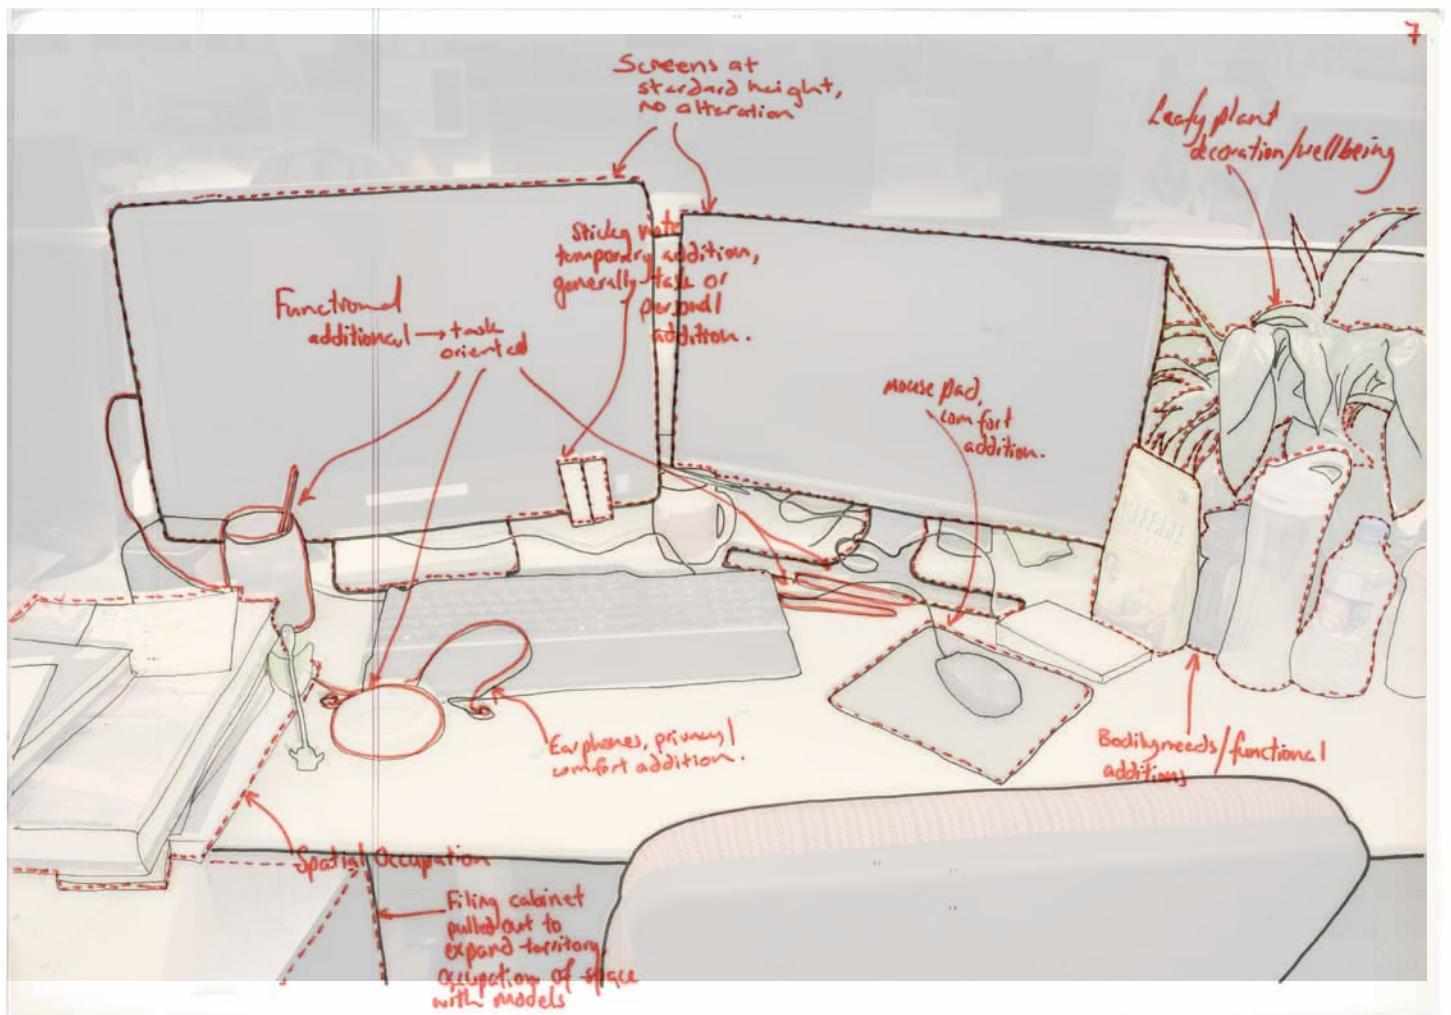 7
Screens at
standard height,
no alteration
Leafy plant
decoration/wellbeing
Sticky note
temporary addition,
generally task or
personal
addition.
Functional
additional → task
oriented
mouse pad,
comfort
addition.
Earphones, privacy/
comfort addition.
Bodily needs/functional
additions
Spatial Occupation
Filing cabinet
pulled out to
expand territory.
Occupation of space
with models